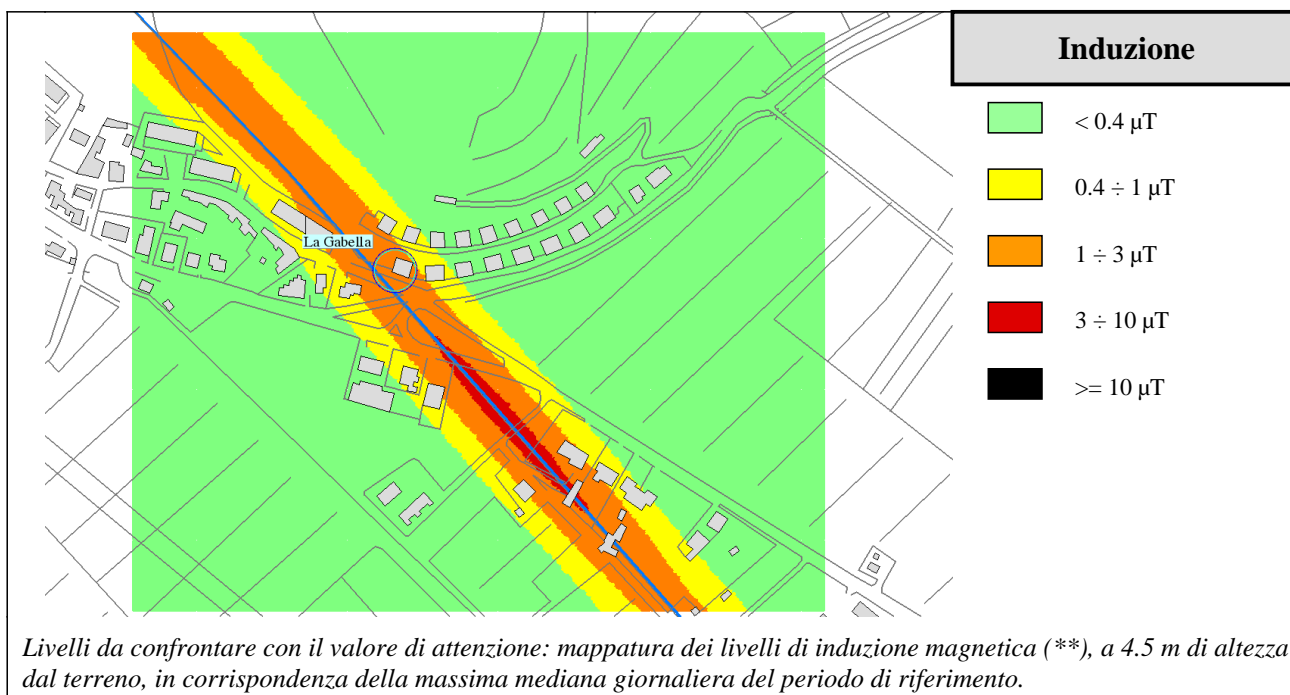 Induzione
< 0.4 µT
0.4 ÷ 1 µT
1 ÷ 3 µT
3 ÷ 10 µT
>= 10 µT
La Gabella
Livelli da confrontare con il valore di attenzione: mappatura dei livelli di induzione magnetica (**), a 4.5 m di altezza
dal terreno, in corrispondenza della massima mediana giornaliera del periodo di riferimento.